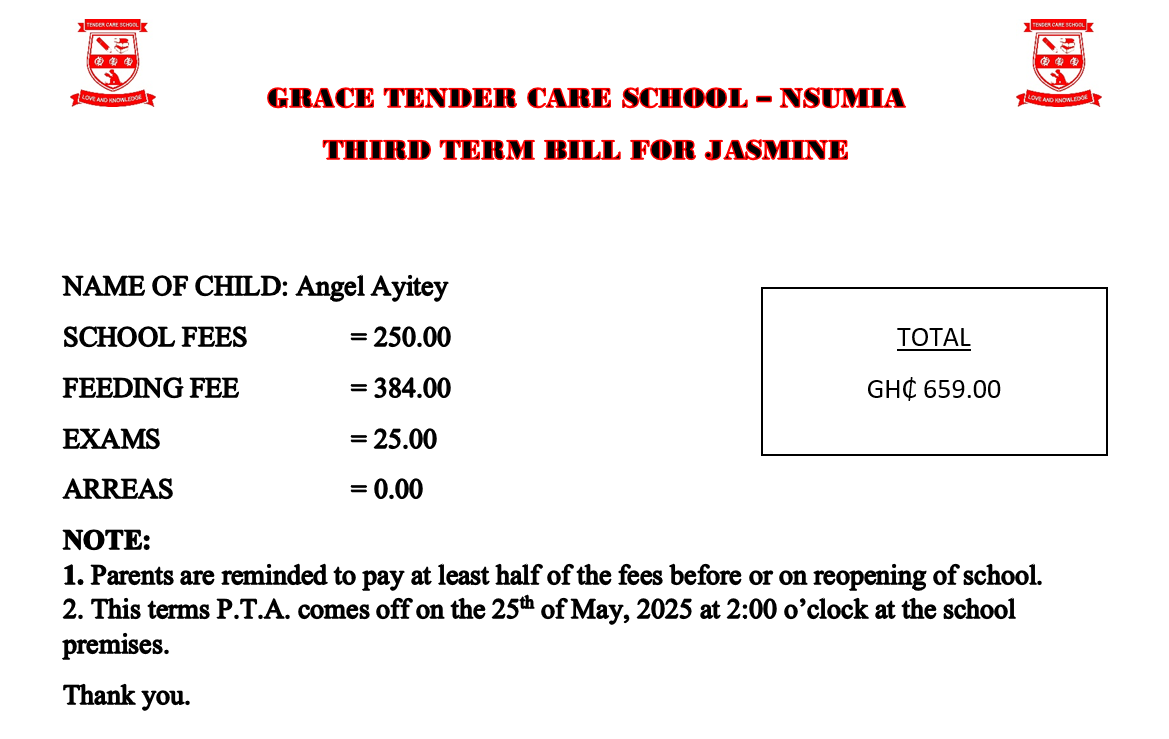 TENDER CARE SCHOOL
LOVE AND KNOWLEDGE
TENDER CARE SCHOOL
LOVE AND KNOWLEDGE
GRACE TENDER CARE SCHOOL – NSUMIA
THIRD TERM BILL FOR JASMINE
NAME OF CHILD: Angel Ayitey
SCHOOL FEES = 250.00
FEEDING FEE = 384.00
EXAMS = 25.00
ARREAS = 0.00
TOTAL
GH₵ 659.00
NOTE:
1. Parents are reminded to pay at least half of the fees before or on reopening of school.
2. This terms P.T.A. comes off on the 25th of May, 2025 at 2:00 o’clock at the school
premises.
Thank you.